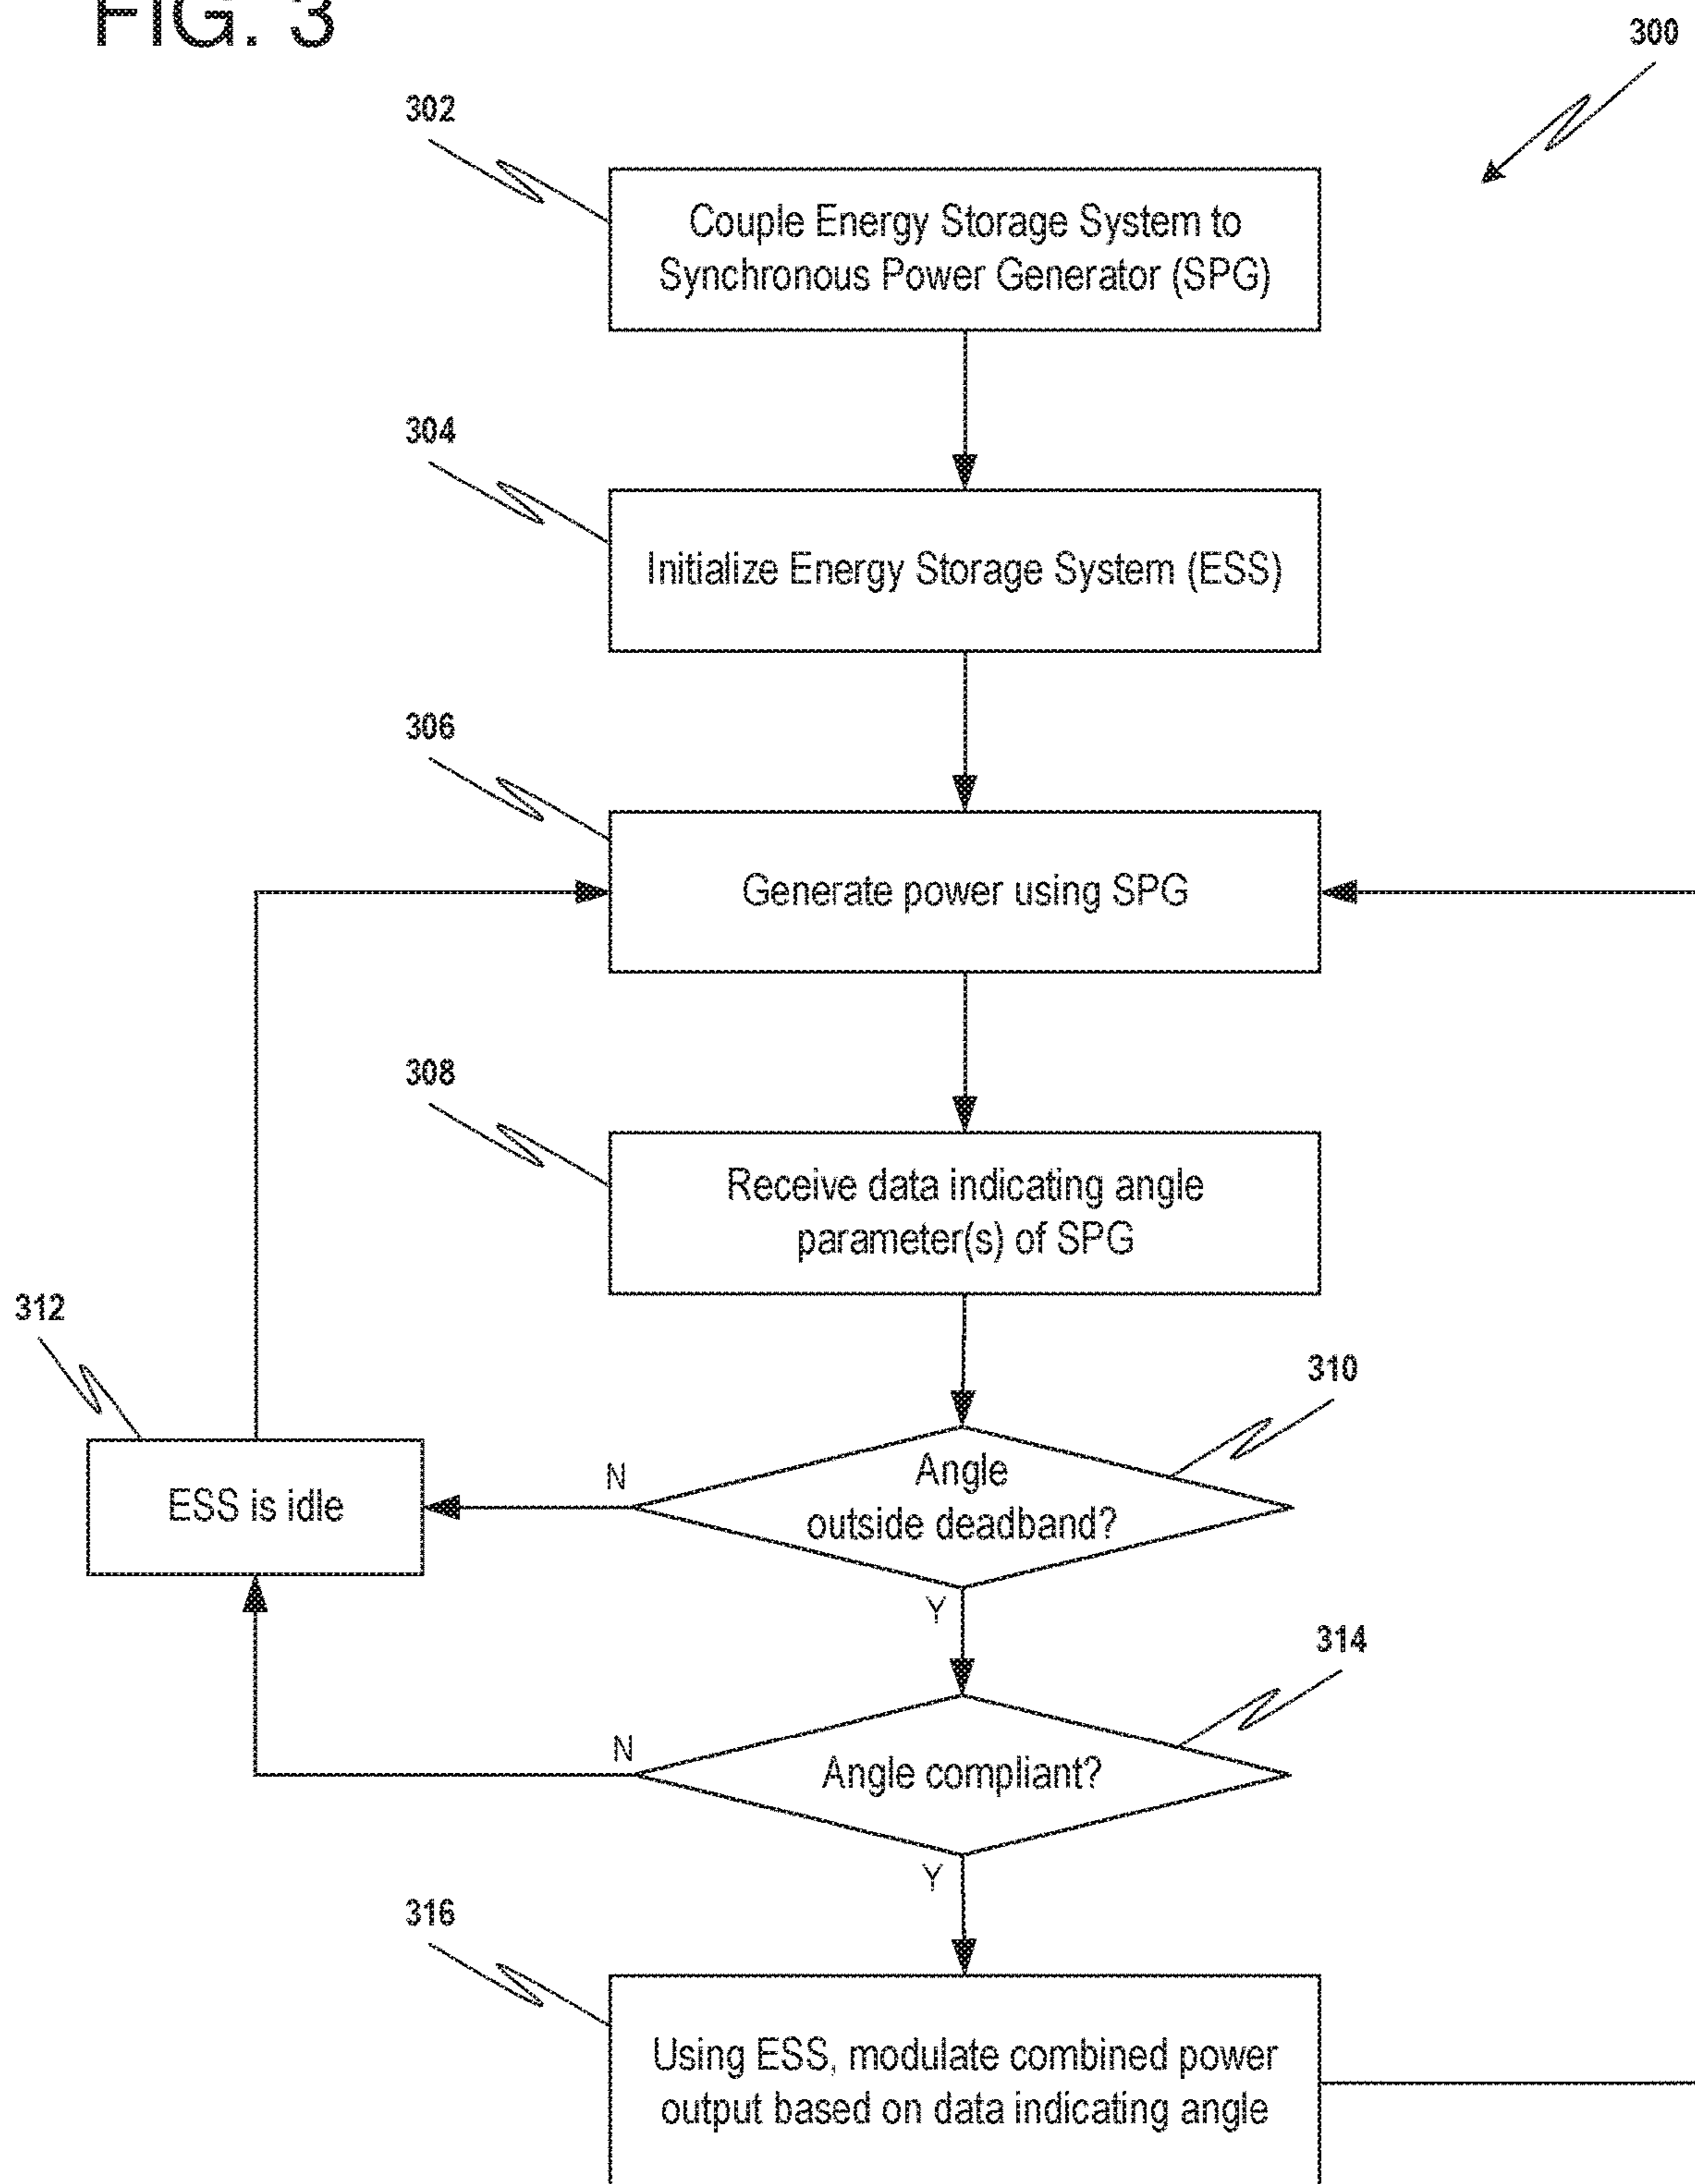 FIG. 3
300
302
Couple Energy Storage System to
Synchronous Power Generator (SPG)
304
Initialize Energy Storage System (ESS)
306
Generate power using SPG
308
Receive data indicating angle
parameter(s) of SPG
312
310
ESS is idle
N
Angle
outside deadband?
Y
314
N
Angle compliant?
Y
316
Using ESS, modulate combined power
output based on data indicating angle